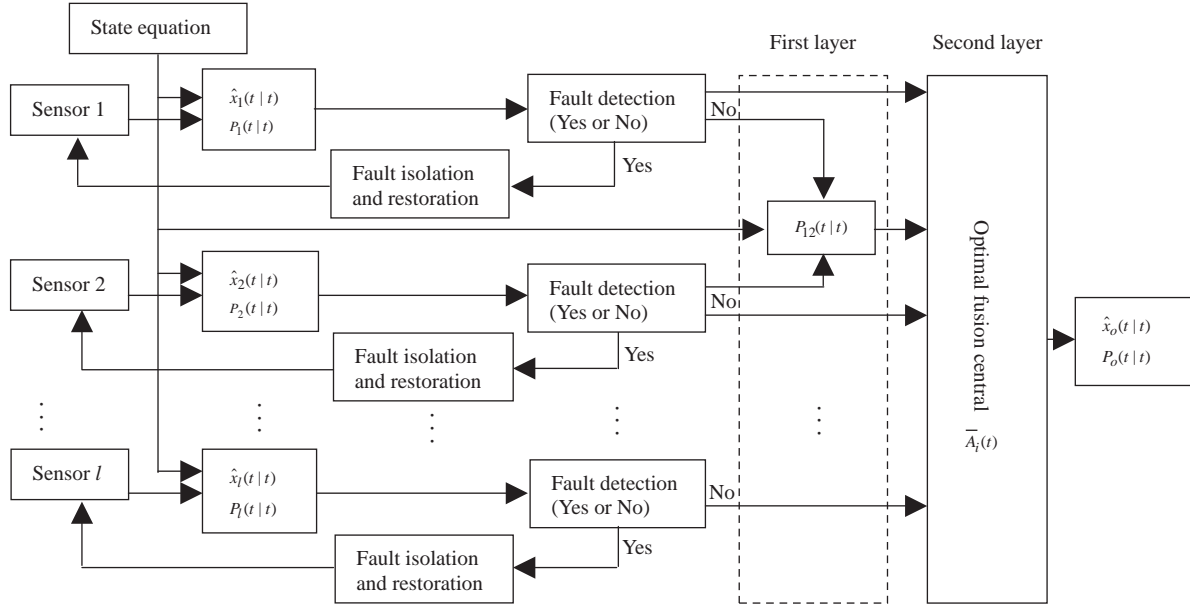 State equation
First layer
Second layer
Sensor 1
x̂₁(t | t)
P₁(t | t)
Fault detection
(Yes or No)
No
Yes
Fault isolation
and restoration
P₁₂(t | t)
Sensor 2
x̂₂(t | t)
P₂(t | t)
Fault detection
(Yes or No)
No
Yes
Fault isolation
and restoration
Optimal fusion central
A̅ᵢ(t)
x̂ₒ(t | t)
Pₒ(t | t)
Sensor l
x̂ₗ(t | t)
Pₗ(t | t)
Fault detection
(Yes or No)
No
Yes
Fault isolation
and restoration